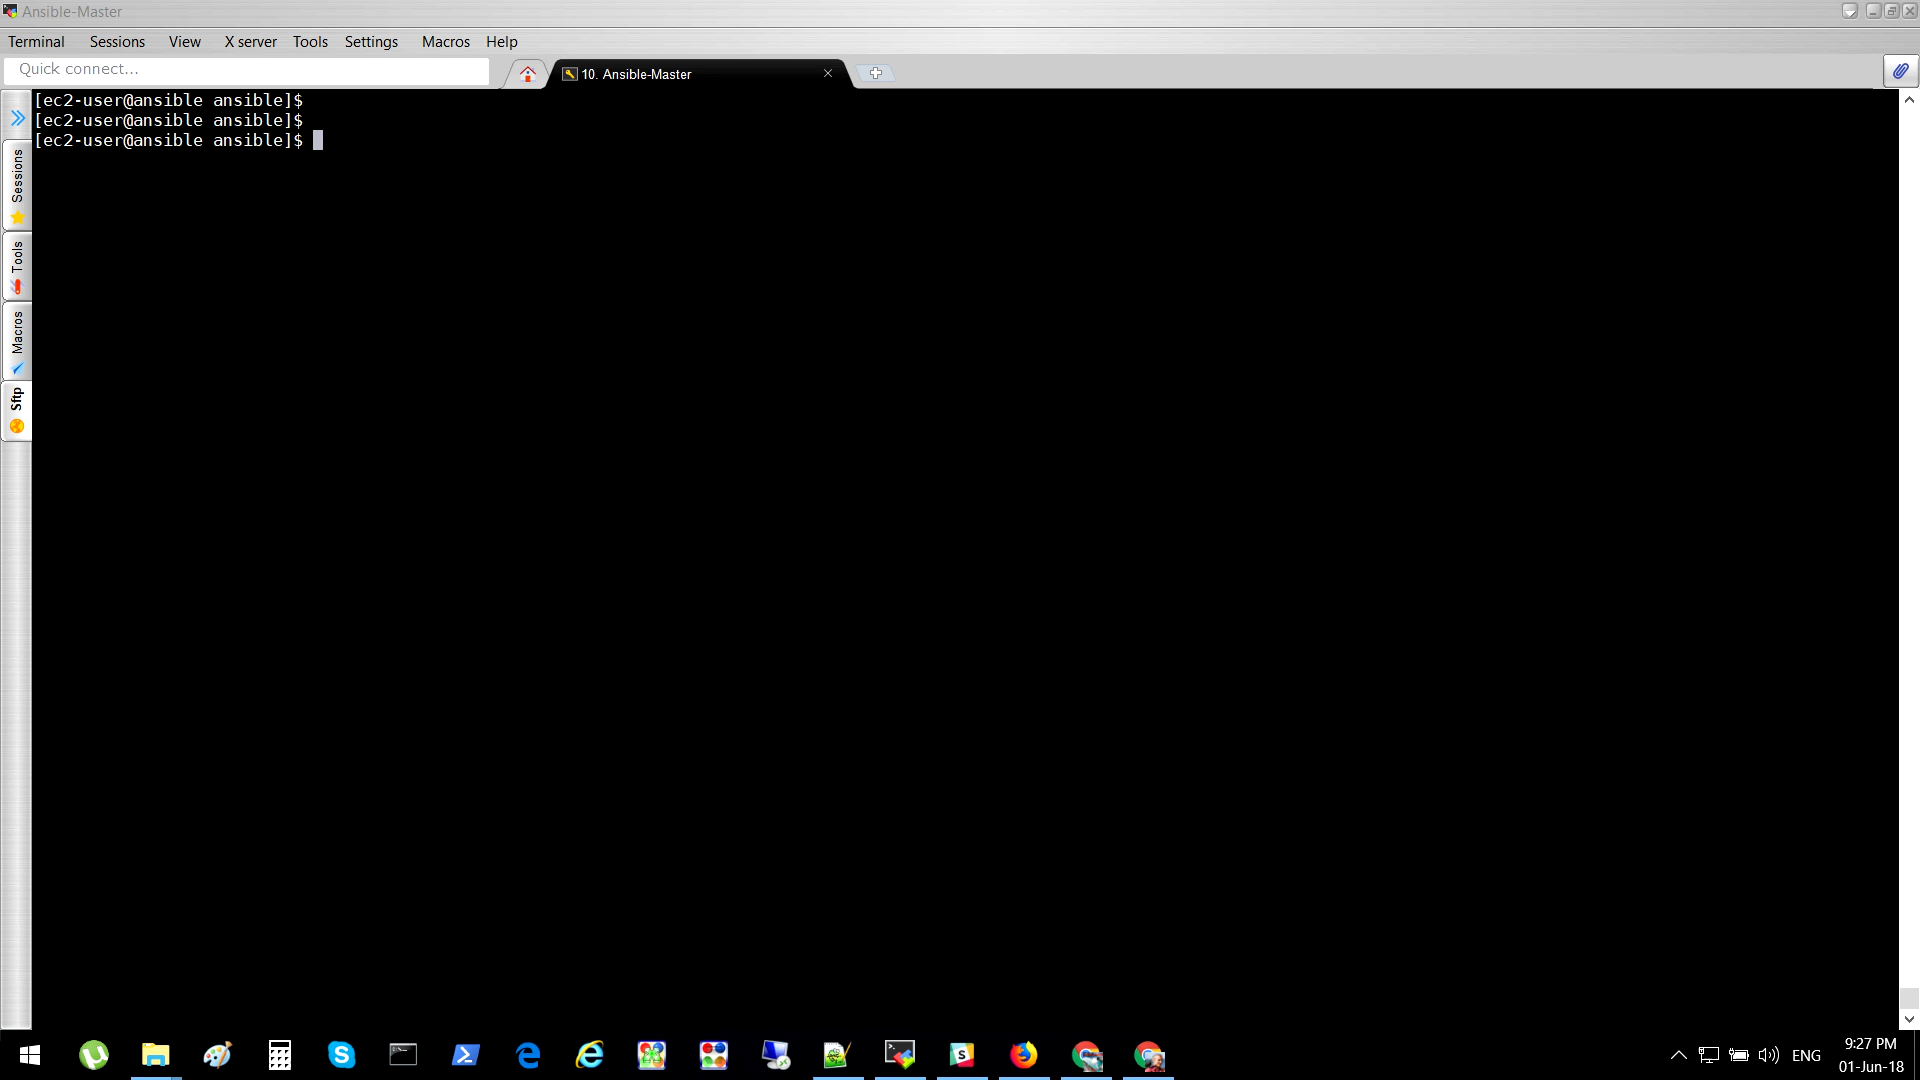 Ansible-Master
Terminal Sessions View X server Tools Settings Macros Help
Quick connect...
10. Ansible-Master
[ec2-user@ansible ansible]$
[ec2-user@ansible ansible]$
[ec2-user@ansible ansible]$
Sessions
Tools
Macros
Sftp
ENG
9:27 PM
01-Jun-18